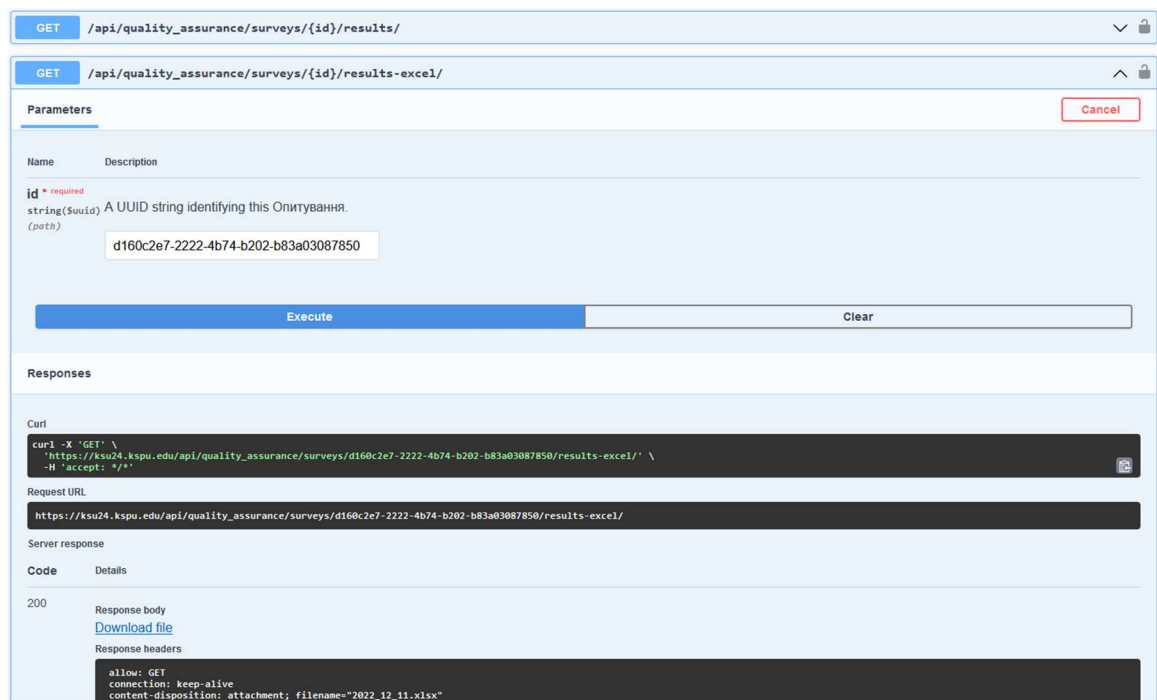 GET /api/quality_assurance/surveys/{id}/results/
GET /api/quality_assurance/surveys/{id}/results-excel/
Parameters
Cancel
Name Description
id * required
string($uuid)
(path)
A UUID string identifying this Опитування.
d160c2e7-2222-4b74-b202-b83a03087850
Execute Clear
Responses
Curl
curl -X 'GET' \
'https://ksu24.kspu.edu/api/quality_assurance/surveys/d160c2e7-2222-4b74-b202-b83a03087850/results-excel/' \
-H 'accept: */*'
Request URL
https://ksu24.kspu.edu/api/quality_assurance/surveys/d160c2e7-2222-4b74-b202-b83a03087850/results-excel/
Server response
Code Details
200
Response body
Download file
Response headers
allow: GET
connection: keep-alive
content-disposition: attachment; filename="2022_12_11.xlsx"